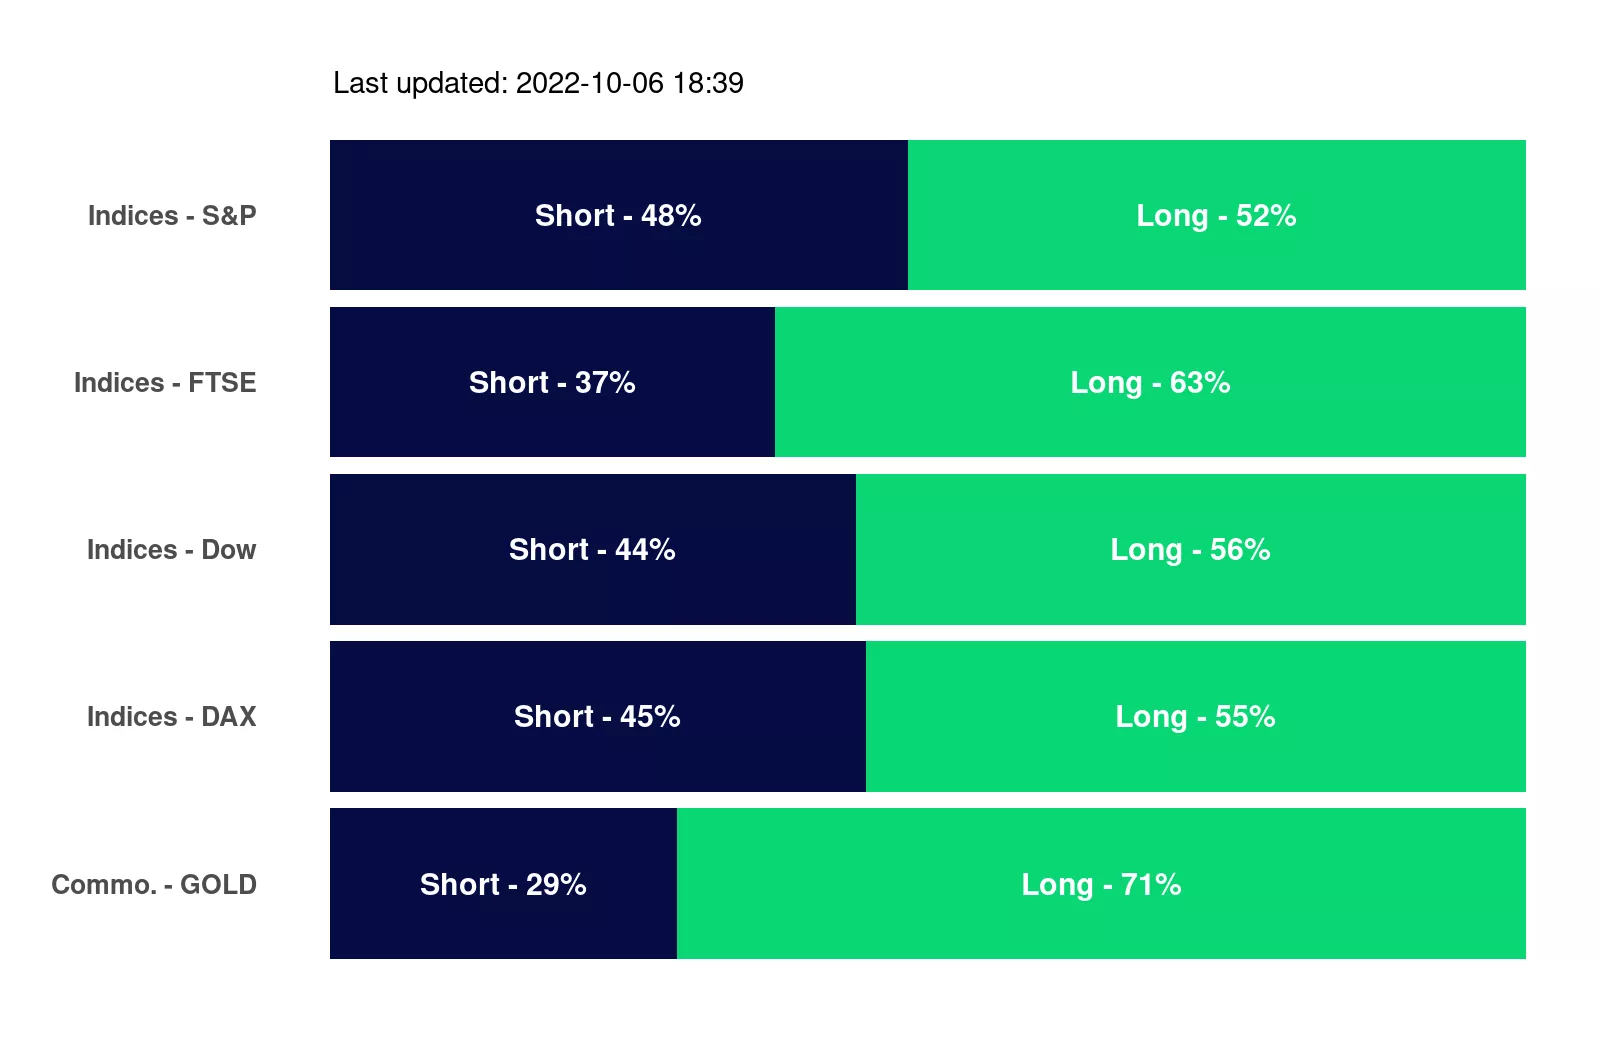 Last updated: 2022-10-06 18:39
Indices - S&P Short - 48% Long - 52%
Indices - FTSE Short - 37% Long - 63%
Indices - Dow Short - 44% Long - 56%
Indices - DAX Short - 45% Long - 55%
Commo. - GOLD Short - 29% Long - 71%